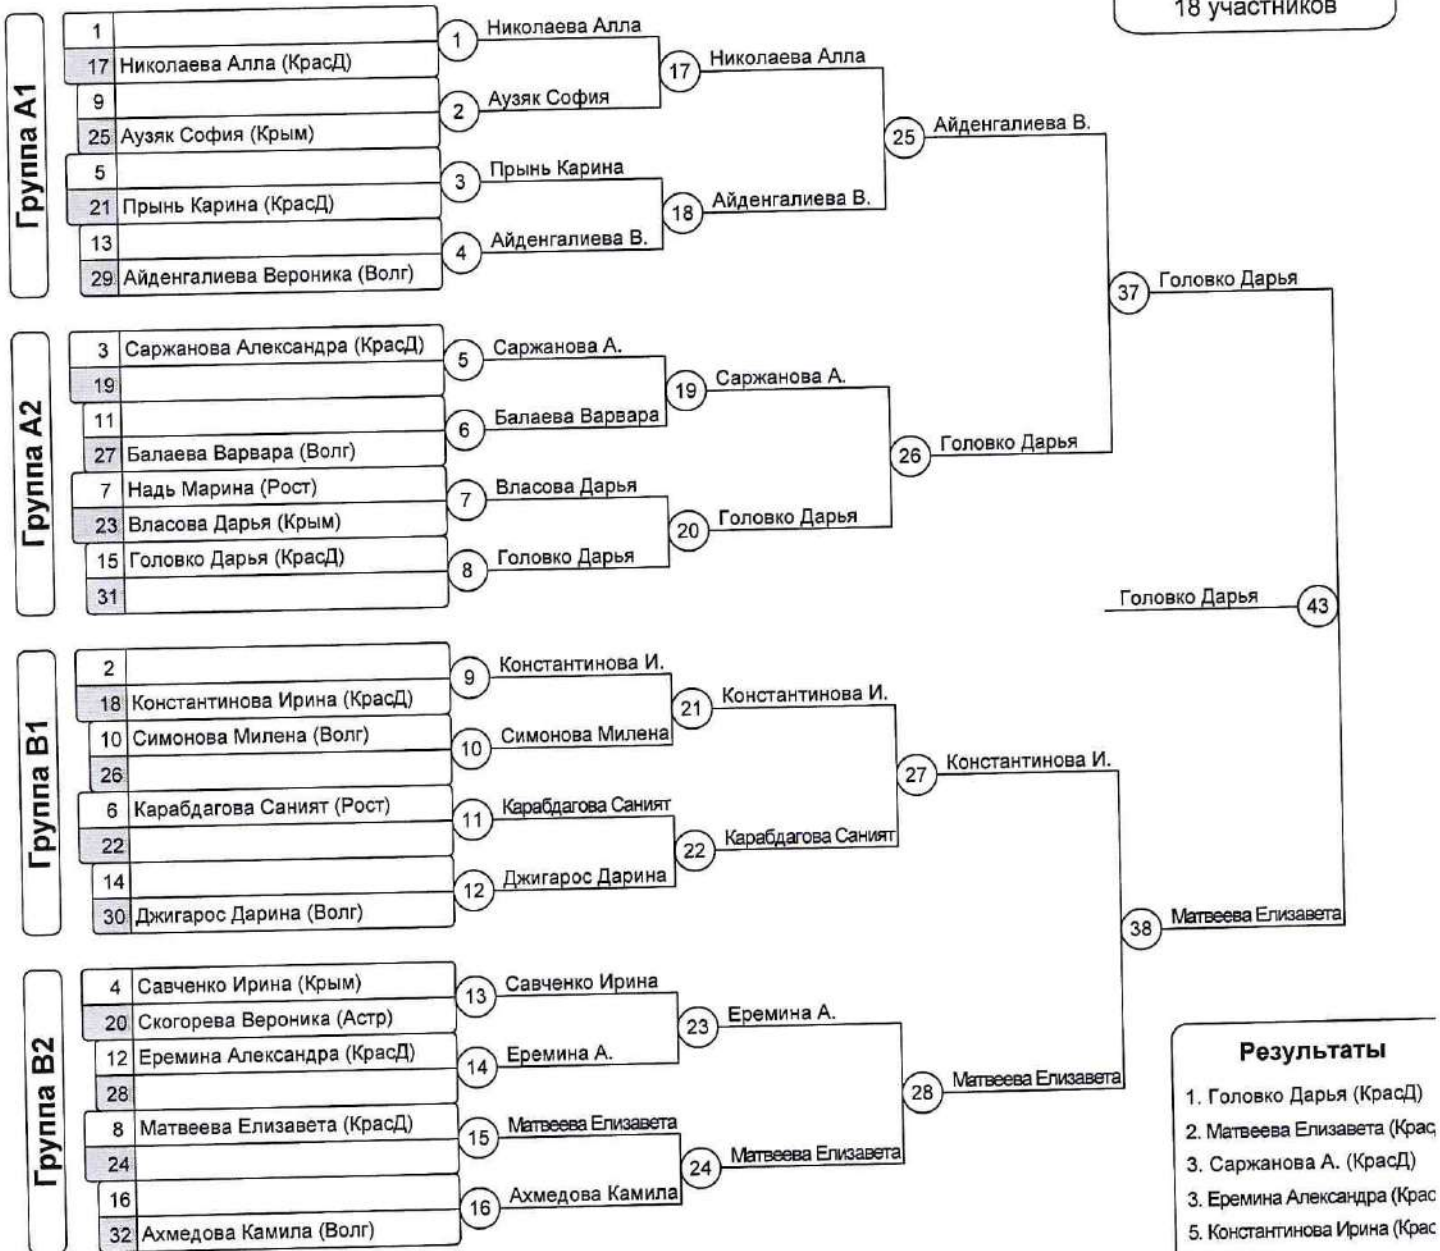 18 участников
Группа А1
1
17 Николаева Алла (КрасД)
9
25 Аузяк София (Крым)
5
21 Прынь Карина (КрасД)
13
29 Айденгалиева Вероника (Волг)
1 Николаева Алла
2 Аузяк София
3 Прынь Карина
4 Айденгалиева В.
17 Николаева Алла
18 Айденгалиева В.
25 Айденгалиева В.
Группа А2
3 Саржанова Александра (КрасД)
19
11
27 Балаева Варвара (Волг)
7 Надь Марина (Рост)
23 Власова Дарья (Крым)
15 Головко Дарья (КрасД)
31
5 Саржанова А.
6 Балаева Варвара
7 Власова Дарья
8 Головко Дарья
19 Саржанова А.
20 Головко Дарья
26 Головко Дарья
37 Головко Дарья
Головко Дарья 43
Группа В1
2
18 Константинова Ирина (КрасД)
10 Симонова Милена (Волг)
26
6 Карабдагова Саният (Рост)
22
14
30 Джигарос Дарина (Волг)
9 Константинова И.
10 Симонова Милена
11 Карабдагова Саният
12 Джигарос Дарина
21 Константинова И.
22 Карабдагова Саният
27 Константинова И.
38 Матвеева Елизавета
Группа В2
4 Савченко Ирина (Крым)
20 Скогорева Вероника (Астр)
12 Еремина Александра (КрасД)
28
8 Матвеева Елизавета (КрасД)
24
16
32 Ахмедова Камила (Волг)
13 Савченко Ирина
14 Еремина А.
15 Матвеева Елизавета
16 Ахмедова Камила
23 Еремина А.
24 Матвеева Елизавета
28 Матвеева Елизавета
Результаты
1. Головко Дарья (КрасД)
2. Матвеева Елизавета (Крас
3. Саржанова А. (КрасД)
3. Еремина Александра (Крас
5. Константинова Ирина (Крас